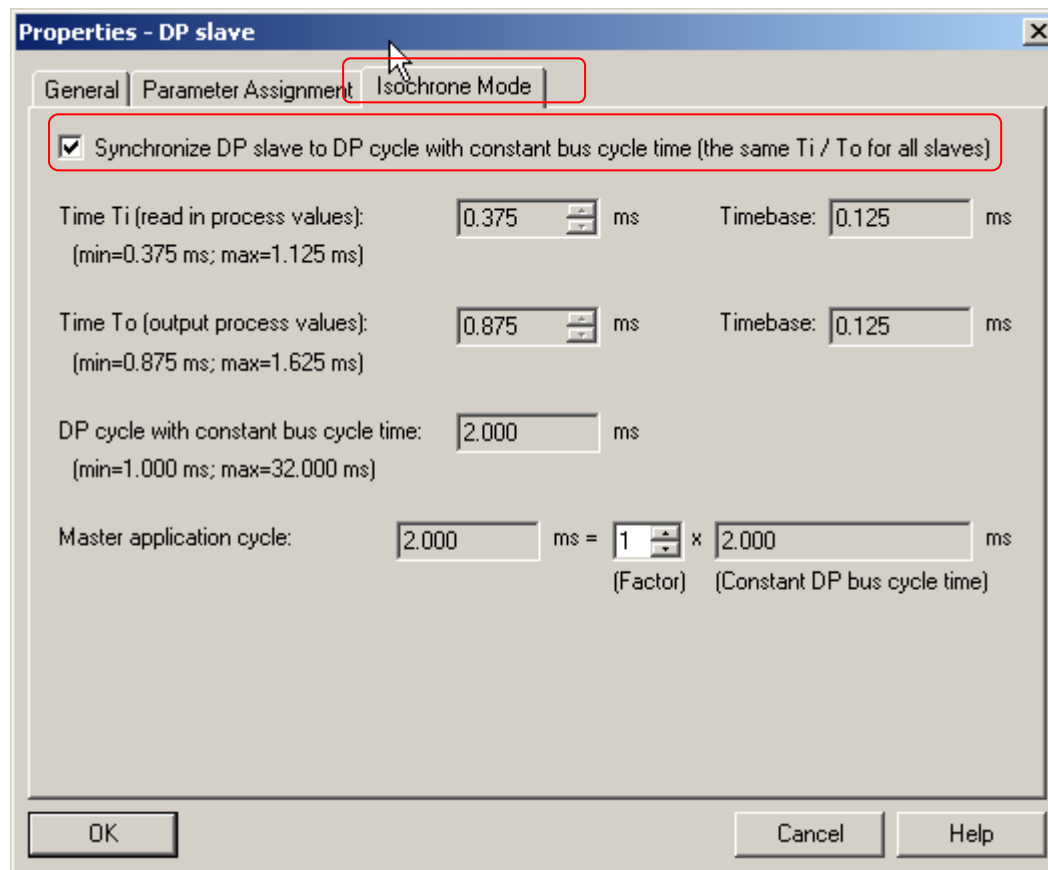 Properties - DP slave
General Parameter Assignment Isochrone Mode
Synchronize DP slave to DP cycle with constant bus cycle time (the same Ti / To for all slaves)
Time Ti (read in process values): 0.375 ms Timebase: 0.125 ms
(min=0.375 ms; max=1.125 ms)
Time To (output process values): 0.875 ms Timebase: 0.125 ms
(min=0.875 ms; max=1.625 ms)
DP cycle with constant bus cycle time: 2.000 ms
(min=1.000 ms; max=32.000 ms)
Master application cycle: 2.000 ms = 1 x 2.000 ms
(Factor) (Constant DP bus cycle time)
OK Cancel Help